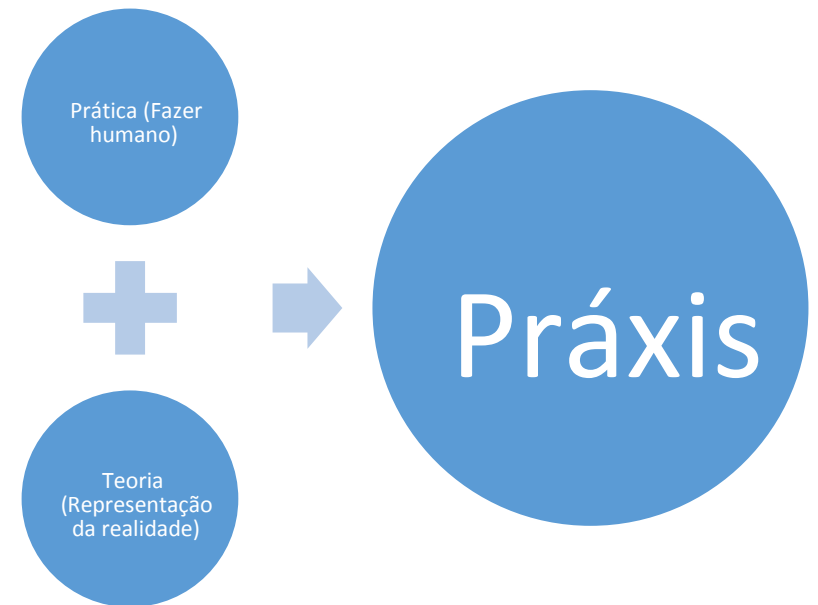 Prática (Fazer
humano)
Teoria
(Representação
da realidade)
Práxis